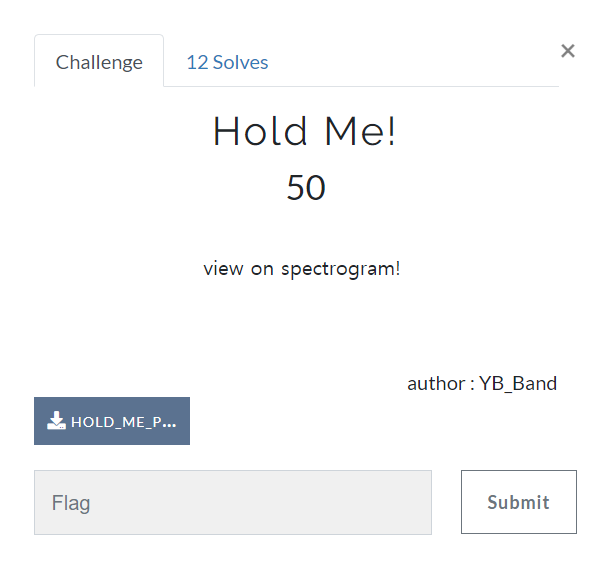 Challenge
12 Solves
×
Hold Me!
50
view on spectrogram!
author : YB_Band
HOLD_ME_P...
Flag
Submit